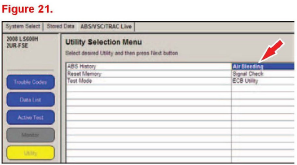 Figure 21.
System Select Stored Data ABS/VSC/TRAC Live
2008 LS600H
2UR-FSE
Utility Selection Menu
Select desired Utility and then press Next button
ABS History Air Bleeding
Reset Memory Signal Check
Test Mode ECB Utility
Trouble Codes
Data List
Active Test
Monitor
Utility